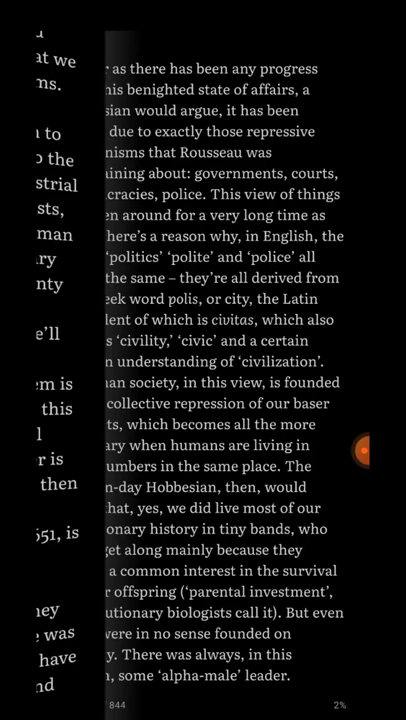 at we
ms.
to
the
strial
sts,
man
ry
nty
e'll
em is
this
r is
then
651, is
hey
was
have
nd
as there has been any progress
his benighted state of affairs, a
sian would argue, it has been
due to exactly those repressive
nisms that Rousseau was
aining about: governments, courts,
cracies, police. This view of things
en around for a very long time as
here's a reason why, in English, the
'politics' 'polite' and 'police' all
the same – they're all derived from
eek word polis, or city, the Latin
lent of which is civitas, which also
s 'civility,' 'civic' and a certain
n understanding of 'civilization'.
an society, in this view, is founded
collective repression of our baser
ts, which becomes all the more
ary when humans are living in
umbers in the same place. The
n-day Hobbesian, then, would
hat, yes, we did live most of our
ionary history in tiny bands, who
get along mainly because they
a common interest in the survival
r offspring ('parental investment',
utionary biologists call it). But even
were in no sense founded on
y. There was always, in this
n, some 'alpha-male' leader.
844
2%